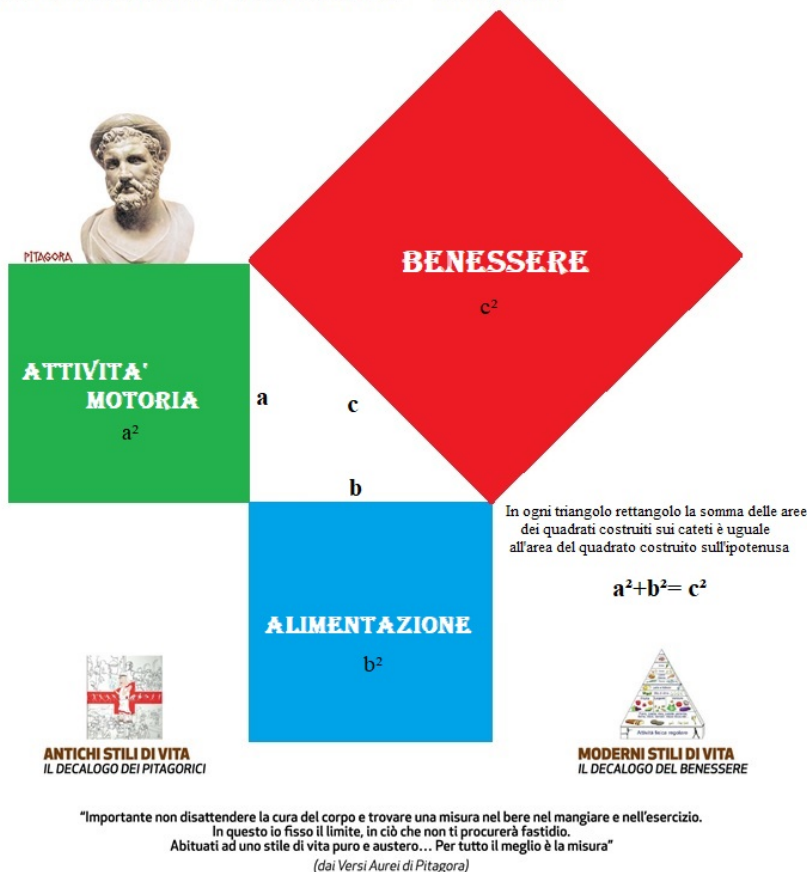 PITAGORA
BENESSERE
c²
ATTIVITA'
MOTORIA
a²
a
c
b
In ogni triangolo rettangolo la somma delle aree
dei quadrati costruiti sui cateti è uguale
all'area del quadrato costruito sull'ipotenusa
a²+b²= c²
ALIMENTAZIONE
b²
ANTICHI STILI DI VITA
IL DECALOGO DEI PITAGORICI
MODERNI STILI DI VITA
IL DECALOGO DEL BENESSERE
"Importante non disattendere la cura del corpo e trovare una misura nel bere nel mangiare e nell'esercizio.
In questo io fisso il limite, in ciò che non ti procurerà fastidio.
Abituati ad uno stile di vita puro e austero... Per tutto il meglio è la misura"
(dai Versi Aurei di Pitagora)